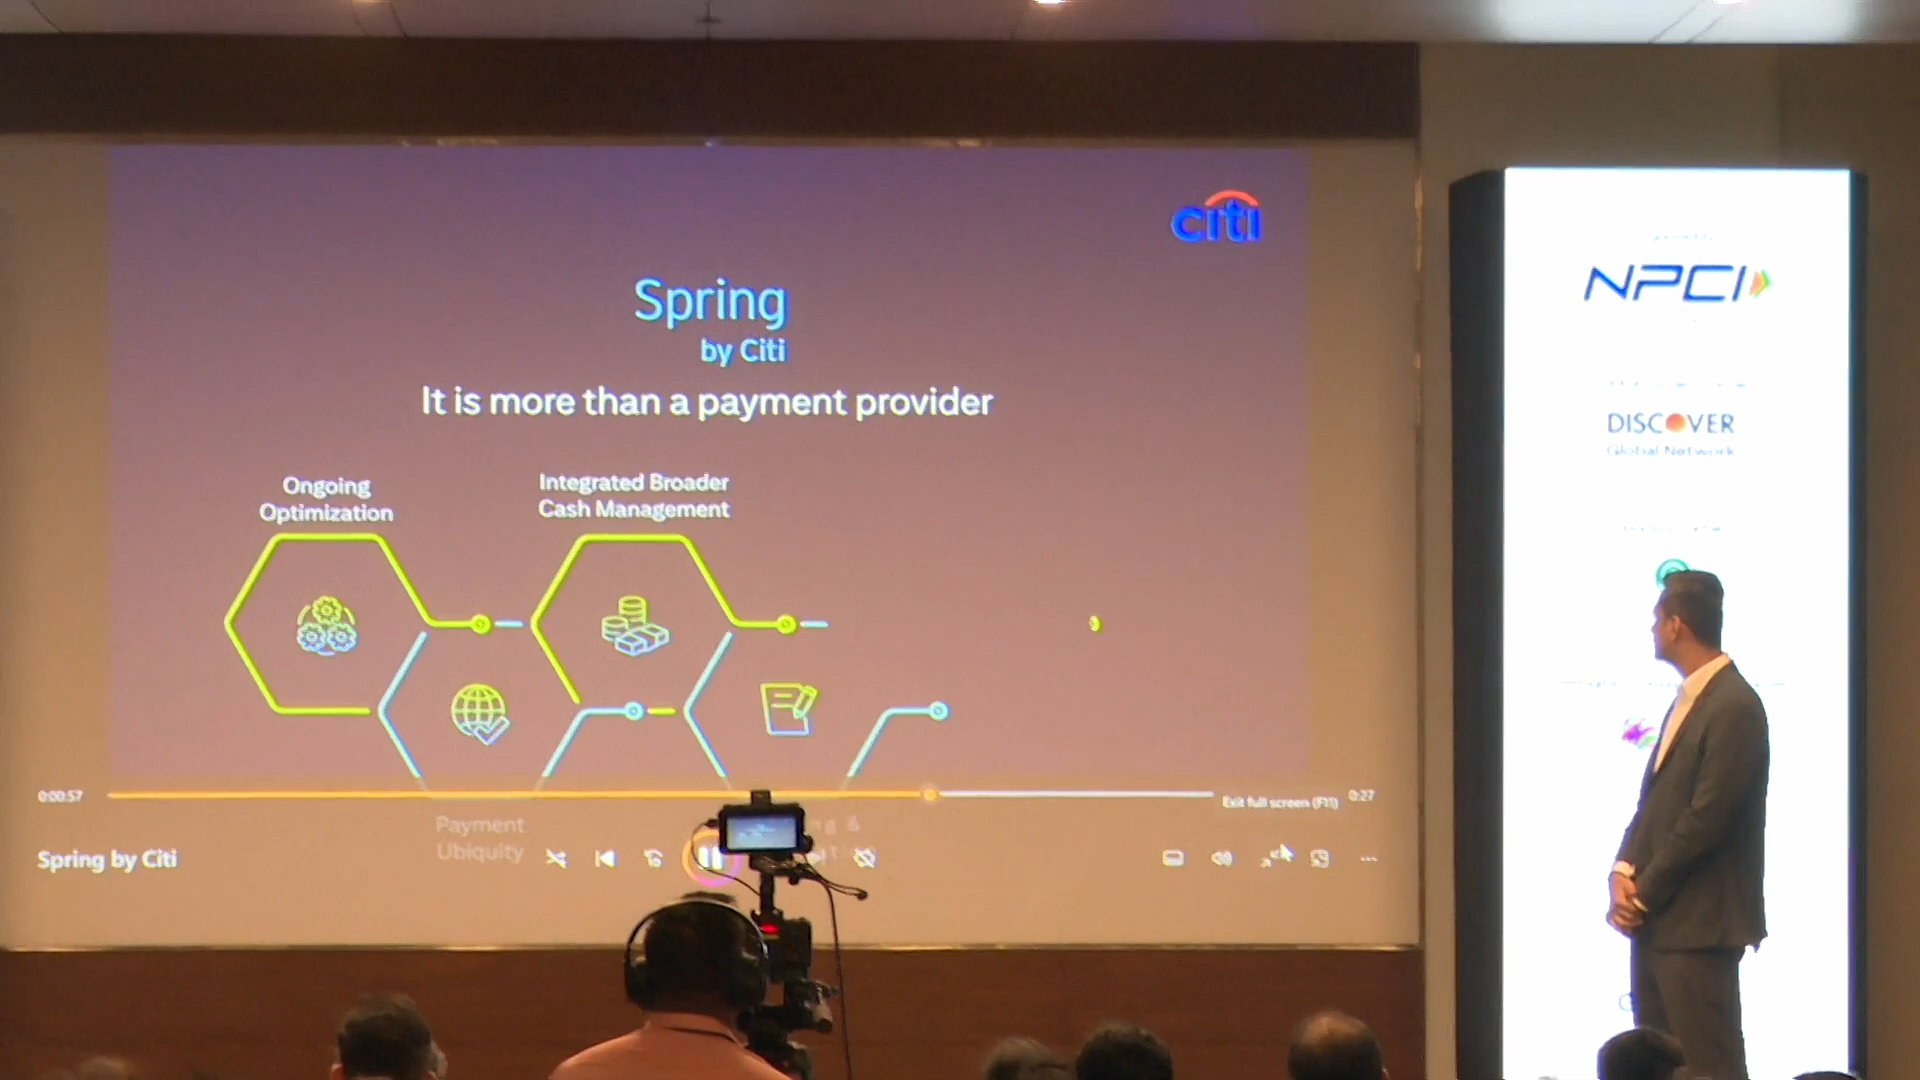 citi
Spring
by Citi
It is more than a payment provider
Ongoing
Optimization
Integrated Broader
Cash Management
0:00:57
Exit full screen (F11)
0:27
Payment
Ubiquity
Spring by Citi
NPCI
DISCOVER
Global Network